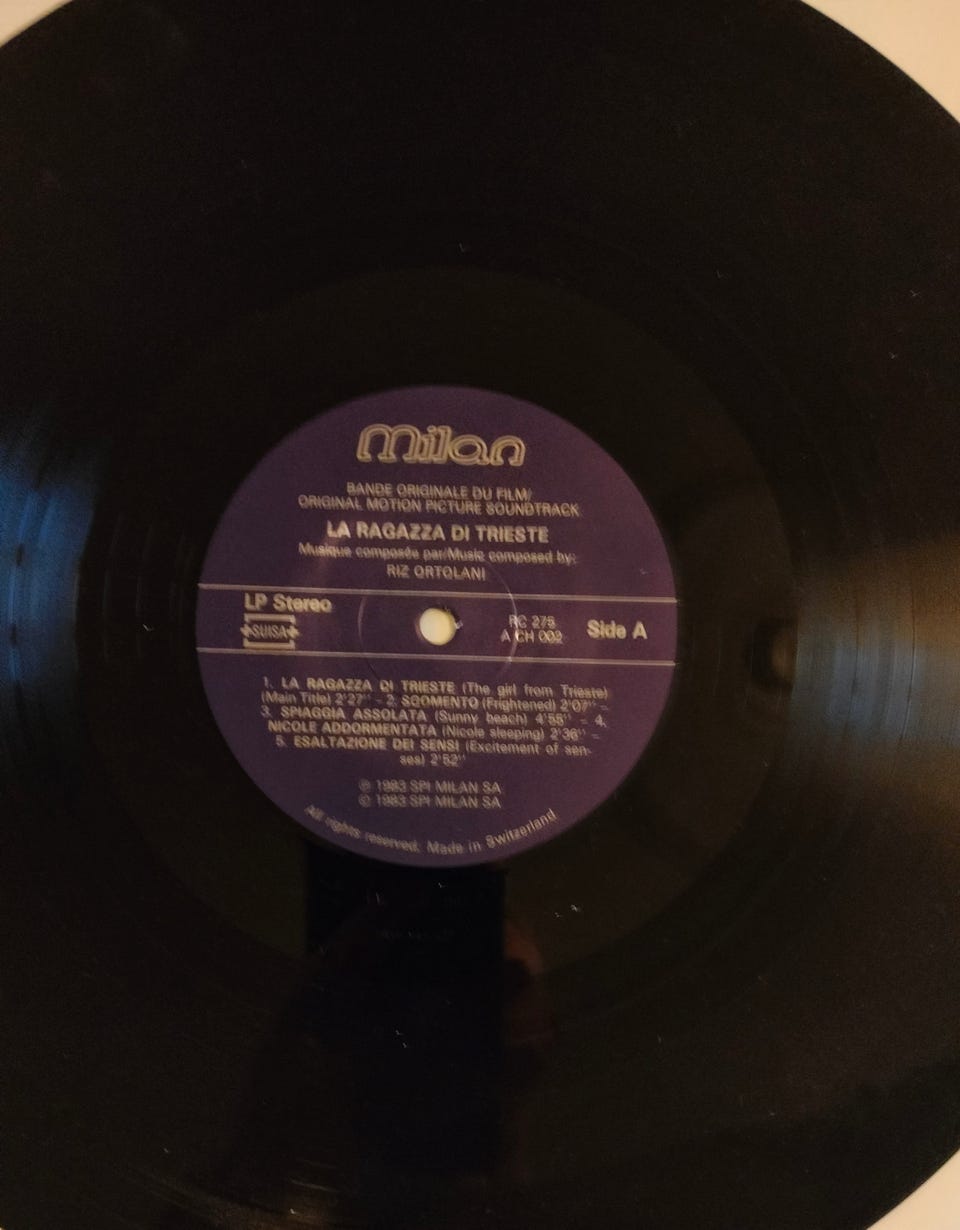 milan
BANDE ORIGINALE DU FILM/
ORIGINAL MOTION PICTURE SOUNDTRACK
LA RAGAZZA DI TRIESTE
Musique composée par/Music composed by:
RIZ ORTOLANI
LP Stereo
SUISA
RC 275
A CH 002
Side A
1. LA RAGAZZA DI TRIESTE (The girl from Trieste)
(Main Title) 2'27'' – 2. SGOMENTO (Frightened) 2'07'' –
3. SPIAGGIA ASSOLATA (Sunny beach) 4'55'' – 4.
NICOLE ADDORMENTATA (Nicole sleeping) 2'36'' –
5. ESALTAZIONE DEI SENSI (Excitement of sen-
ses) 2'52''
℗ 1983 SPI MILAN SA
© 1983 SPI MILAN SA
All rights reserved. Made in Switzerland